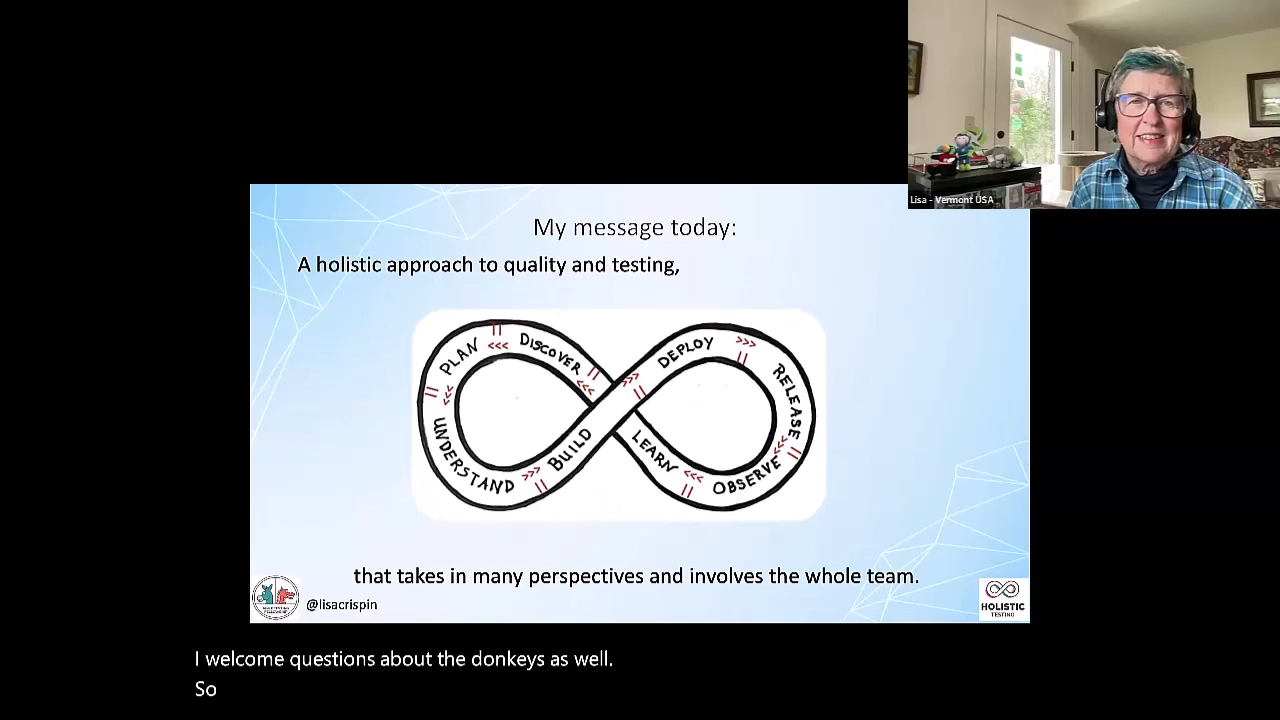 Lisa - Vermont USA
My message today:
A holistic approach to quality and testing,
DISCOVER
PLAN
UNDERSTAND
BUILD
DEPLOY
RELEASE
OBSERVE
LEARN
that takes in many perspectives and involves the whole team.
@lisacrispin
HOLISTIC
TESTING
I welcome questions about the donkeys as well.
So